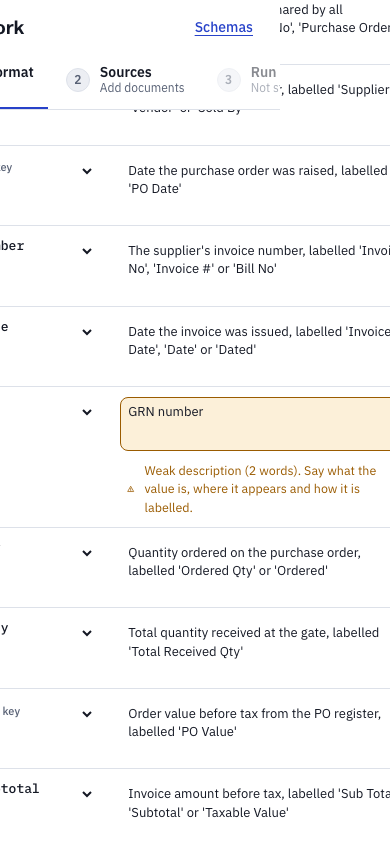 ork
Schemas
ared by all
No', 'Purchase Order
ormat
2
Sources
Add documents
3
Run
Not s
, labelled 'Supplier
'Vendor' or 'Sold By'
key
Date the purchase order was raised, labelled
'PO Date'
ber
The supplier's invoice number, labelled 'Invoi
No', 'Invoice #' or 'Bill No'
e
Date the invoice was issued, labelled 'Invoice
Date', 'Date' or 'Dated'
GRN number
Weak description (2 words). Say what the
value is, where it appears and how it is
labelled.
Quantity ordered on the purchase order,
labelled 'Ordered Qty' or 'Ordered'
y
Total quantity received at the gate, labelled
'Total Received Qty'
key
Order value before tax from the PO register,
labelled 'PO Value'
total
Invoice amount before tax, labelled 'Sub Tota
'Subtotal' or 'Taxable Value'